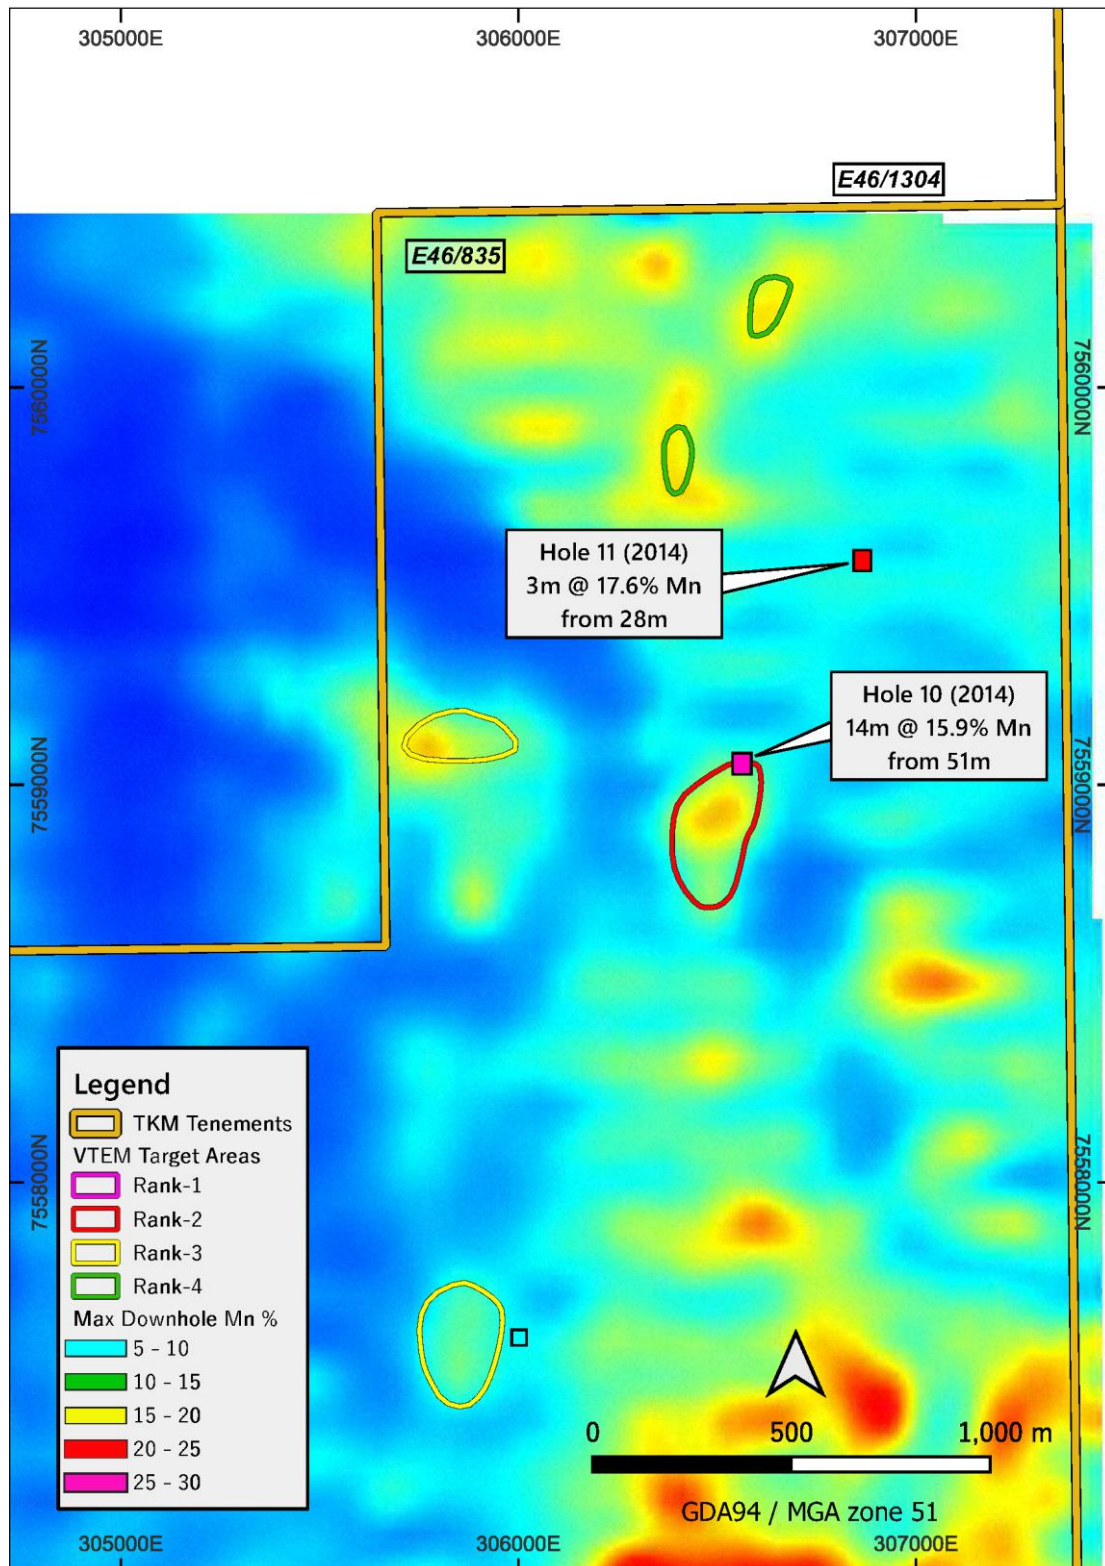 305000E
306000E
307000E
E46/1304
E46/835
7560000N
7560000N
Hole 11 (2014)
3m @ 17.6% Mn
from 28m
Hole 10 (2014)
14m @ 15.9% Mn
from 51m
7559000N
7559000N
Legend
TKM Tenements
VTEM Target Areas
Rank-1
Rank-2
Rank-3
Rank-4
Max Downhole Mn %
5 - 10
10 - 15
15 - 20
20 - 25
25 - 30
7558000N
7558000N
0
500
1,000 m
GDA94 / MGA zone 51
305000E
306000E
307000E